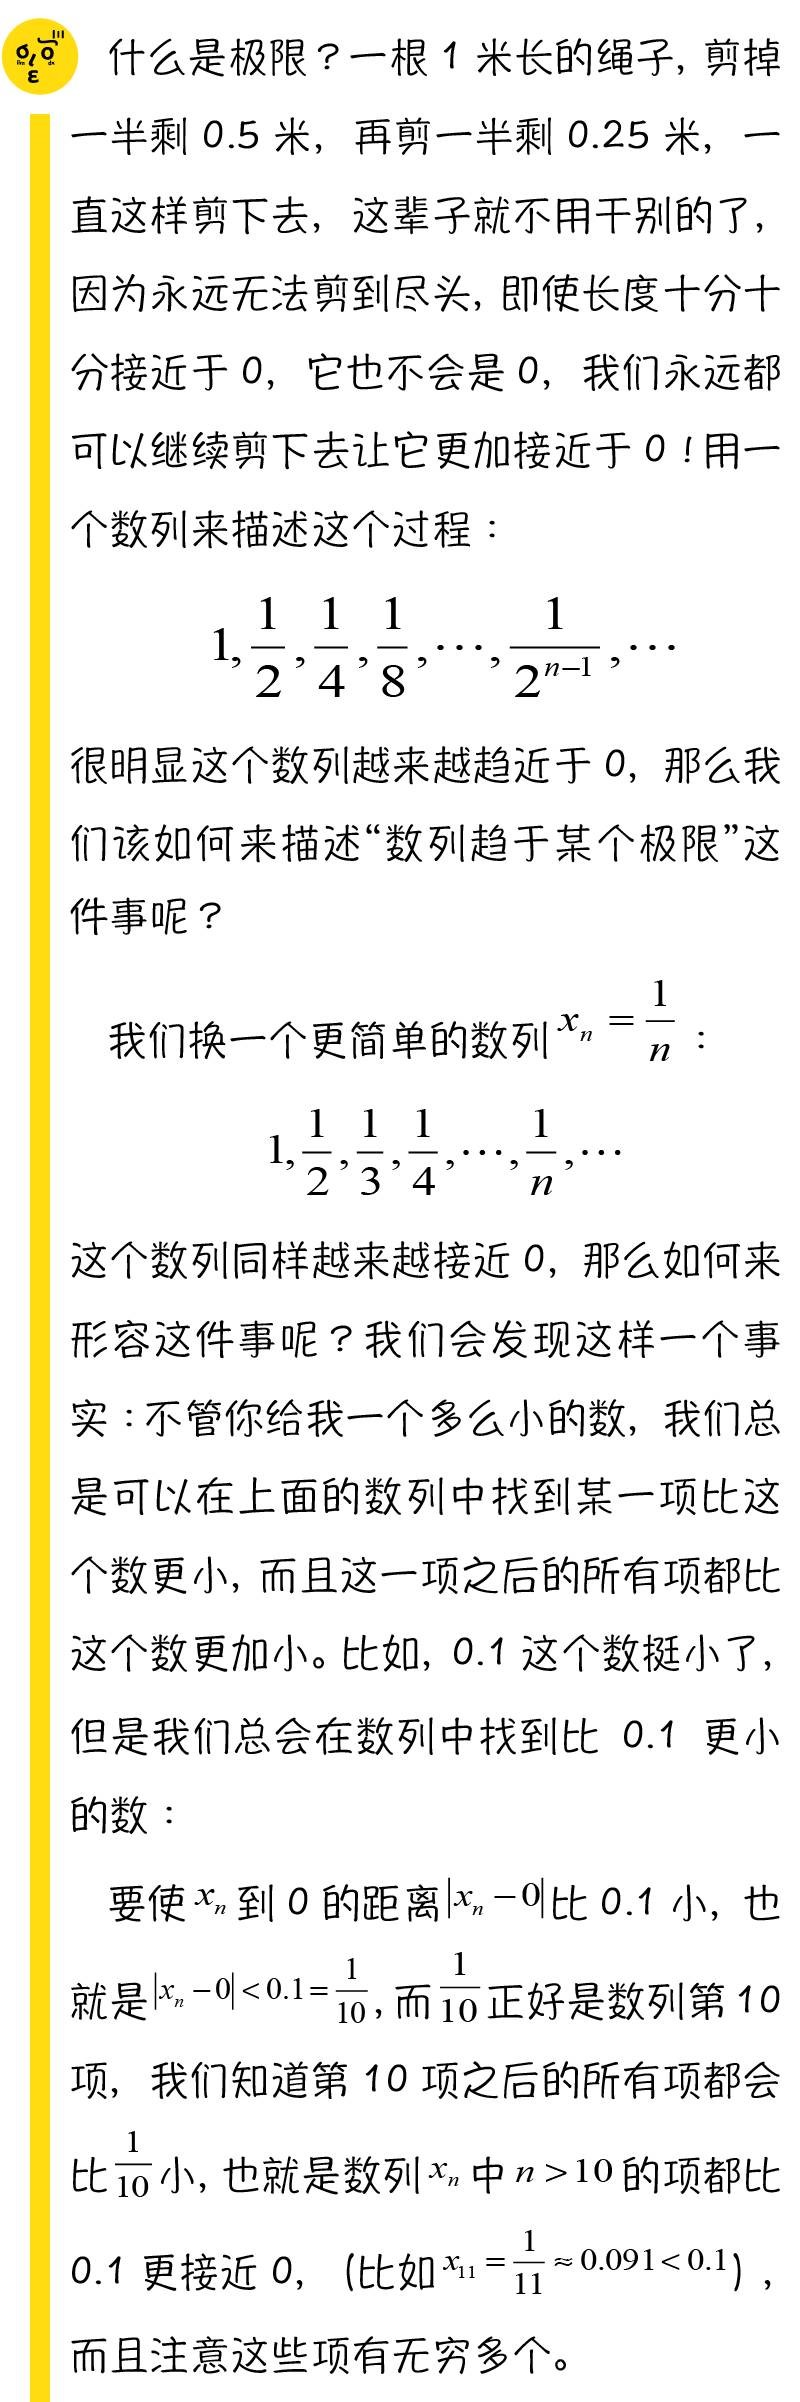 什么是极限？一根 1 米长的绳子，剪掉
一半剩 0.5 米，再剪一半剩 0.25 米，一
直这样剪下去，这辈子就不用干别的了，
因为永远无法剪到尽头，即使长度十分十
分接近于 0，它也不会是 0，我们永远都
可以继续剪下去让它更加接近于 0！用一
个数列来描述这个过程：
1, 1/2, 1/4, 1/8, ⋯, 1/2^{n−1}, ⋯
很明显这个数列越来越趋近于 0，那么我
们该如何来描述“数列趋于某个极限”这
件事呢？
我们换一个更简单的数列 x_n = 1/n：
1, 1/2, 1/3, 1/4, ⋯, 1/n, ⋯
这个数列同样越来越接近 0，那么如何来
形容这件事呢？我们会发现这样一个事
实：不管你给我一个多么小的数，我们总
是可以在上面的数列中找到某一项比这
个数更小，而且这一项之后的所有项都比
这个数更加小。比如，0.1 这个数挺小了，
但是我们总会在数列中找到比 0.1 更小
的数：
要使 x_n 到 0 的距离|x_n − 0|比 0.1 小，也
就是|x_n − 0| < 0.1 = 1/10，而 1/10 正好是数列第 10
项，我们知道第 10 项之后的所有项都会
比 1/10 小，也就是数列 x_n 中 n > 10 的项都比
0.1 更接近 0，（比如 x_11 = 1/11 ≈ 0.091 < 0.1），
而且注意这些项有无穷多个。